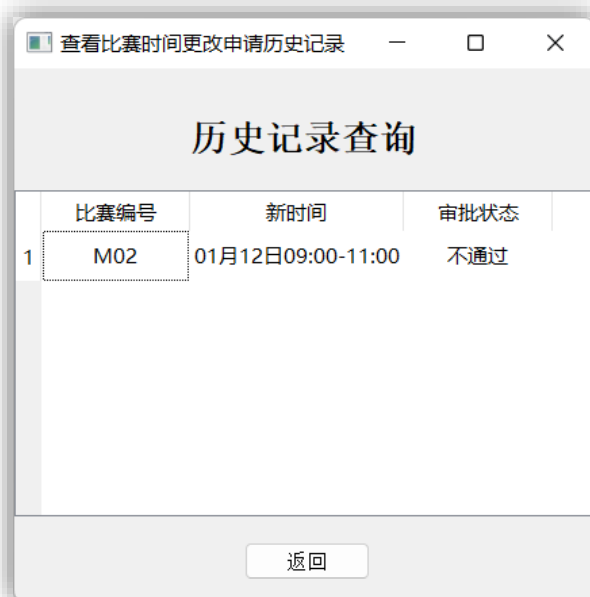 查看比赛时间更改申请历史记录
历史记录查询
比赛编号 新时间 审批状态
1 M02 01月12日09:00-11:00 不通过
返回